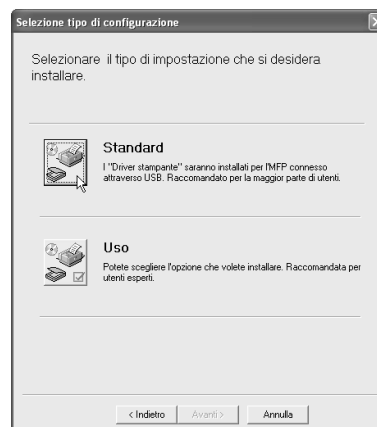 Selezione tipo di configurazione
Selezionare il tipo di impostazione che si desidera
installare.
Standard
I "Driver stampante" saranno installati per l'MFP connesso
attraverso USB. Raccomandato per la maggior parte di utenti.
Uso
Potete scegliere l'opzione che volete installare. Raccomandata per
utenti esperti.
< Indietro Avanti > Annulla